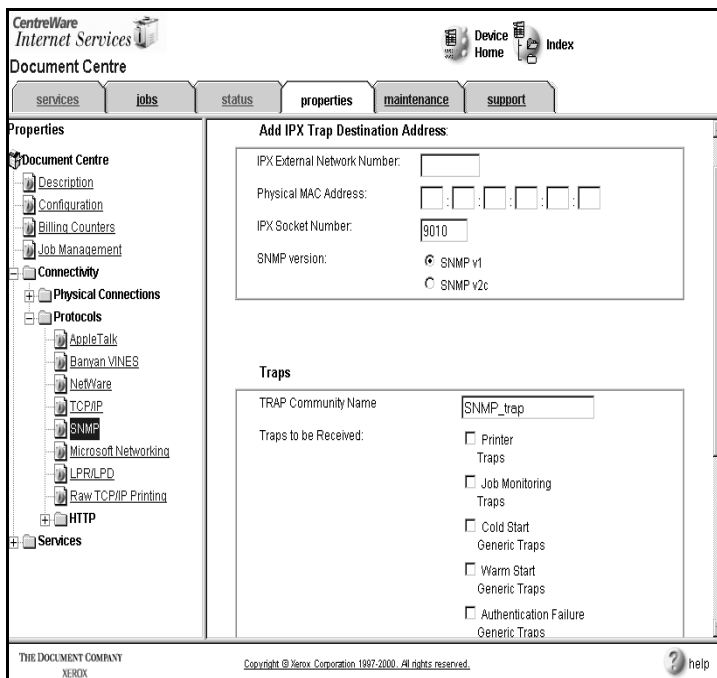 CentreWare
Internet Services
Device Home
Index
Document Centre
services
jobs
status
properties
maintenance
support
Properties
Document Centre
Description
Configuration
Billing Counters
Job Management
Connectivity
Physical Connections
Protocols
AppleTalk
Banyan VINES
NetWare
TCP/IP
SNMP
Microsoft Networking
LPR/LPD
Raw TCP/IP Printing
HTTP
Services
Add IPX Trap Destination Address:
IPX External Network Number:
Physical MAC Address:
: : : : :
IPX Socket Number:
9010
SNMP version:
SNMP v1
SNMP v2c
Traps
TRAP Community Name
SNMP_trap
Traps to be Received:
Printer
Traps
Job Monitoring
Traps
Cold Start
Generic Traps
Warm Start
Generic Traps
Authentication Failure
Generic Traps
THE DOCUMENT COMPANY
XEROX
Copyright © Xerox Corporation 1997-2000. All rights reserved.
? help